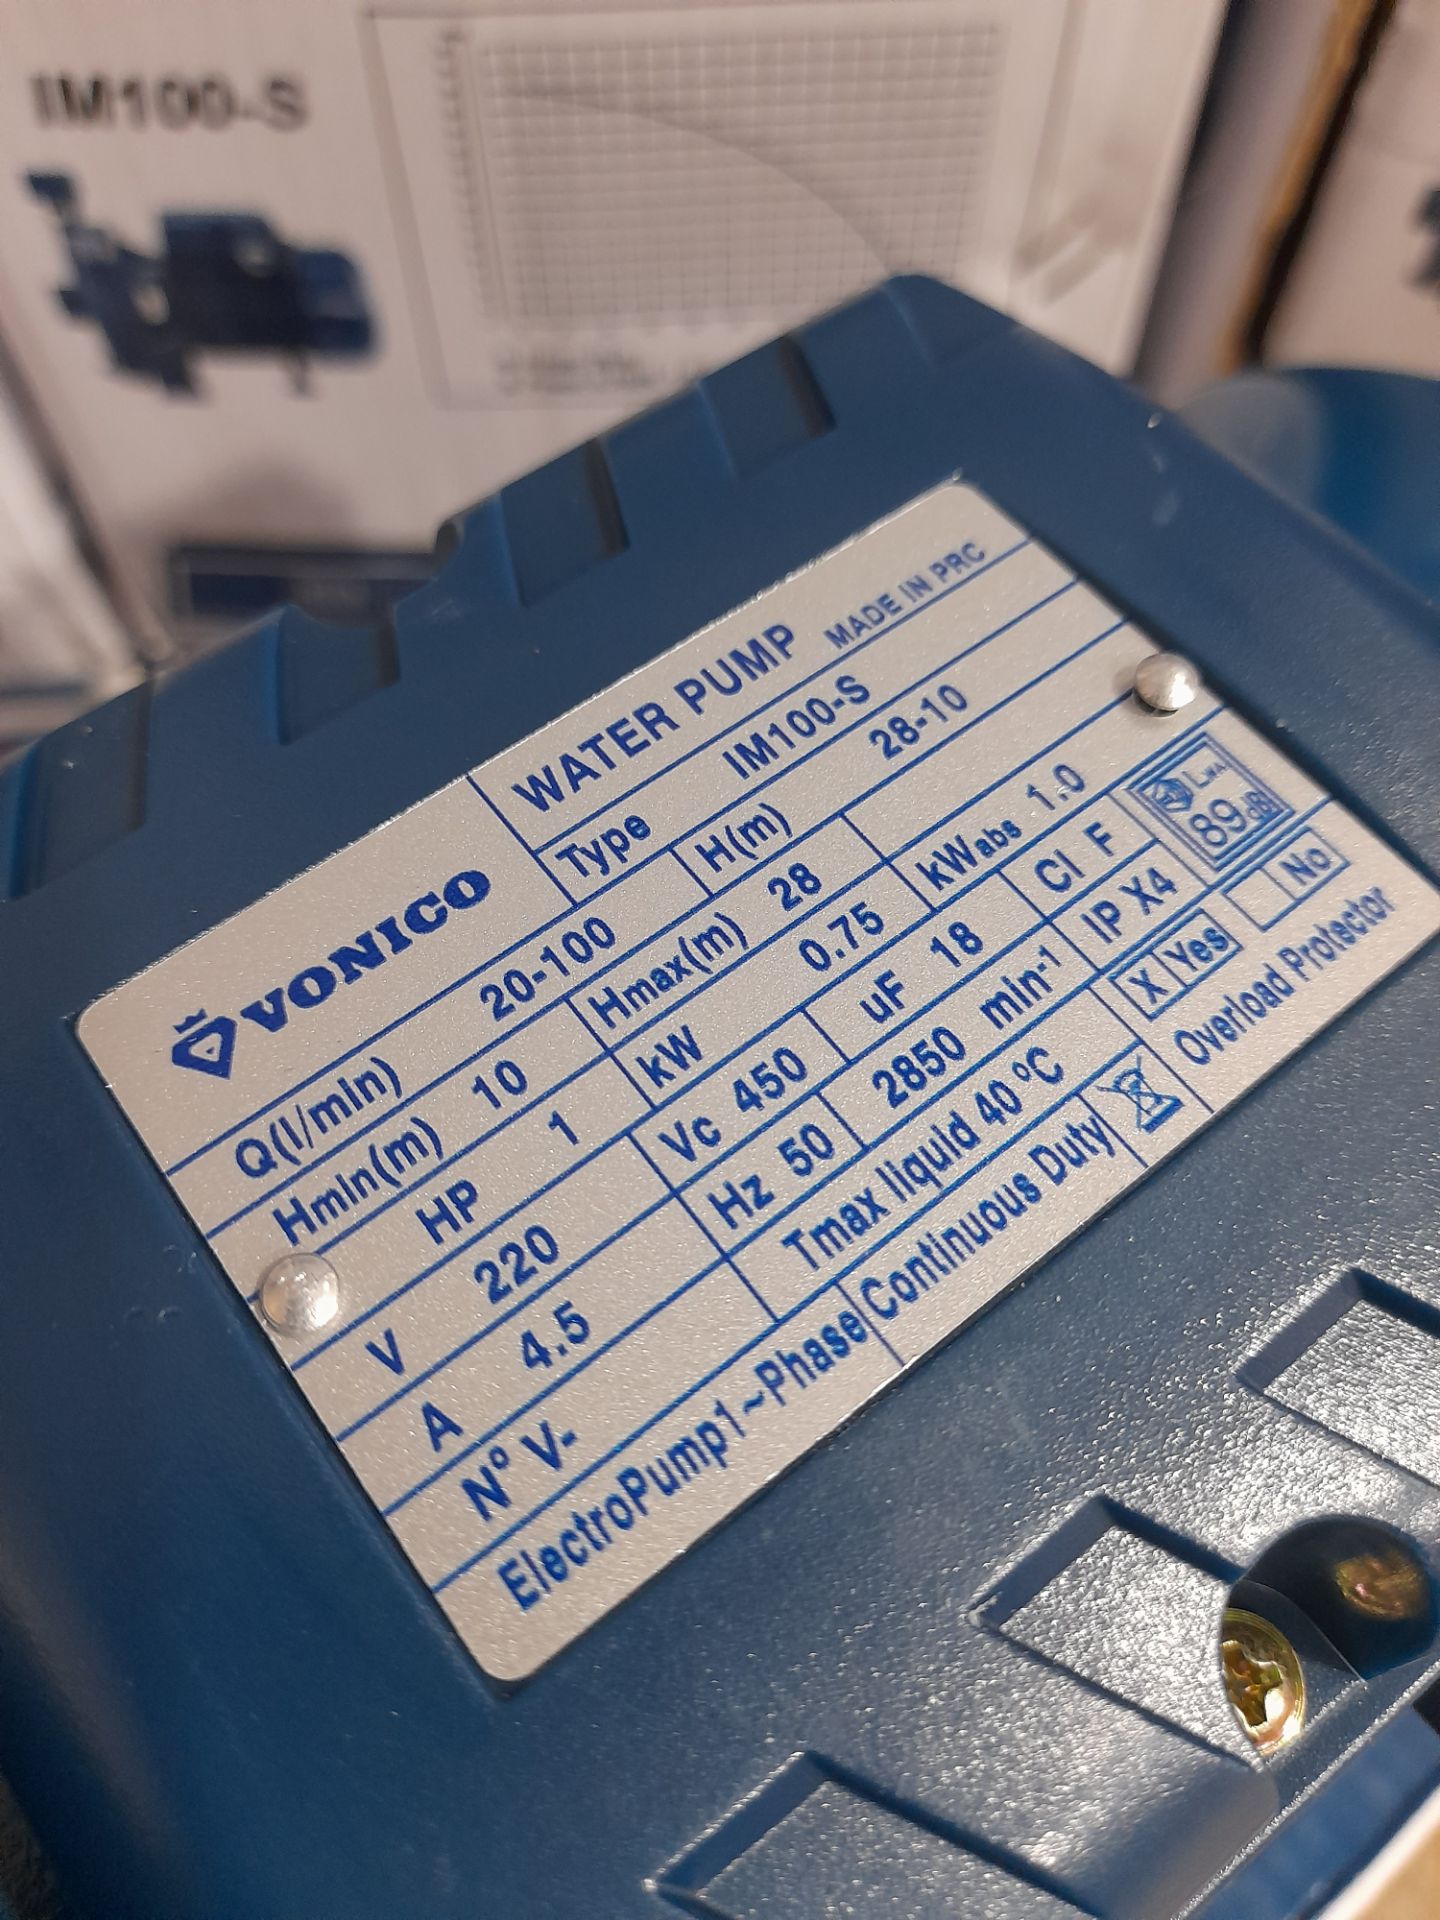 IM100-S
VONICO
WATER PUMP MADE IN PRC
Type IM100-S
Q(l/min) 20-100 H(m) 28-10
Hmin(m) 10 Hmax(m) 28
HP 1 kW 0.75 kWabs 1.0
V 220 Vc 450 uF 18 Cl F
A 4.5 Hz 50 2850 min-1 IP X4
LWA 89dB
N° V- Tmax liquid 40 °C X Yes No
ElectroPump1~Phase Continuous Duty Overload Protector